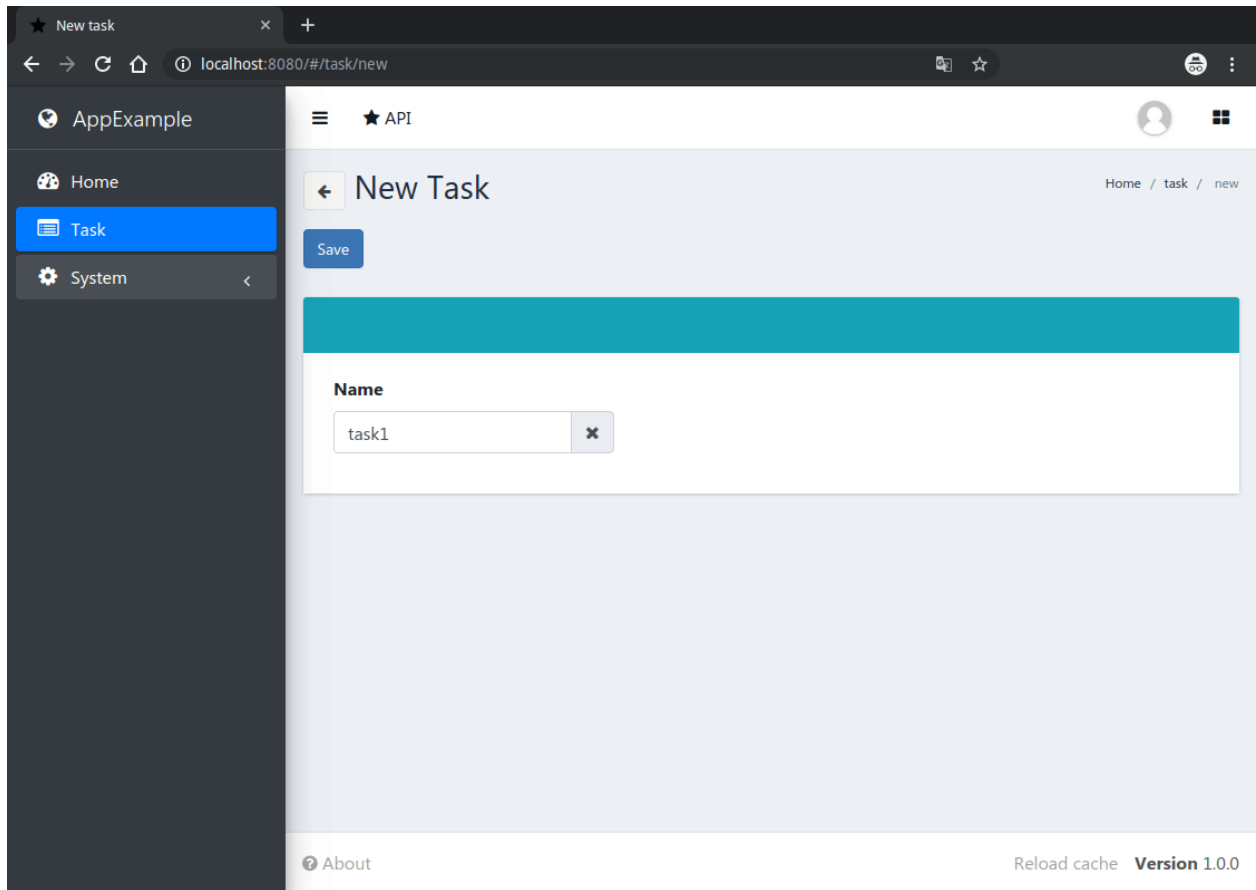 New task
localhost:8080/#/task/new
AppExample
API
Home
New Task
Home / task / new
Task
Save
System
Name
task1
About
Reload cache Version 1.0.0